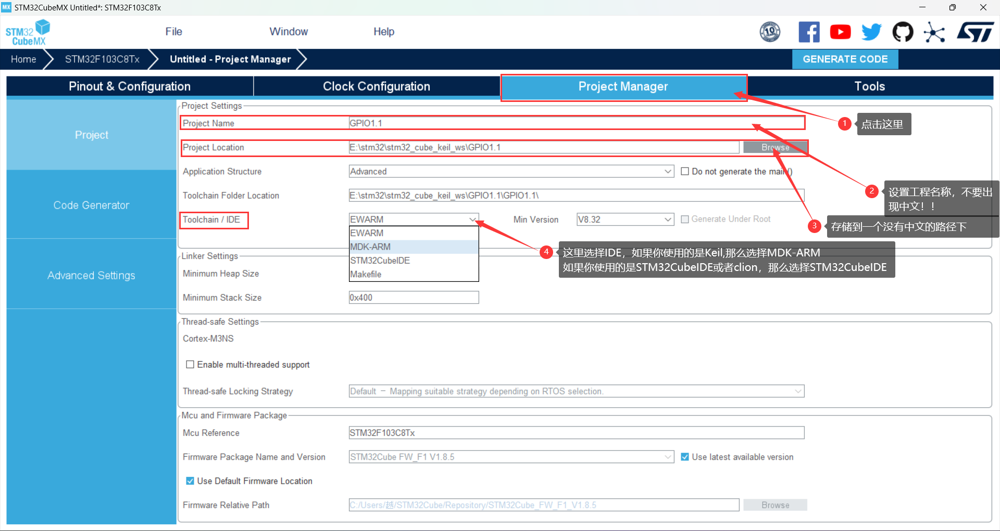 MX STM32CubeMX Untitled*: STM32F103C8Tx
STM32
CubeMX
File
Window
Help
10
ST
Home
STM32F103C8Tx
Untitled - Project Manager
GENERATE CODE
Pinout & Configuration
Clock Configuration
Project Manager
Tools
Project
Code Generator
Advanced Settings
Project Settings
Project Name
GPIO1.1
1
点击这里
Project Location
E:\stm32\stm32_cube_keil_ws\GPIO1.1
Browse
Application Structure
Advanced
Do not generate the main()
2
设置工程名称，不要出
现中文！！
Toolchain Folder Location
E:\stm32\stm32_cube_keil_ws\GPIO1.1\GPIO1.1\
Toolchain / IDE
EWARM
Min Version
V8.32
Generate Under Root
3
存储到一个没有中文的路径下
EWARM
MDK-ARM
STM32CubeIDE
Makefile
4
这里选择IDE，如果你使用的是Keil,那么选择MDK-ARM
如果你使用的是STM32CubeIDE或者clion，那么选择STM32CubeIDE
Linker Settings
Minimum Heap Size
Minimum Stack Size
0x400
Thread-safe Settings
Cortex-M3NS
Enable multi-threaded support
Thread-safe Locking Strategy
Default － Mapping suitable strategy depending on RTOS selection.
Mcu and Firmware Package
Mcu Reference
STM32F103C8Tx
Firmware Package Name and Version
STM32Cube FW_F1 V1.8.5
Use latest available version
Use Default Firmware Location
Firmware Relative Path
C:/Users/越/STM32Cube/Repository/STM32Cube_FW_F1_V1.8.5
Browse